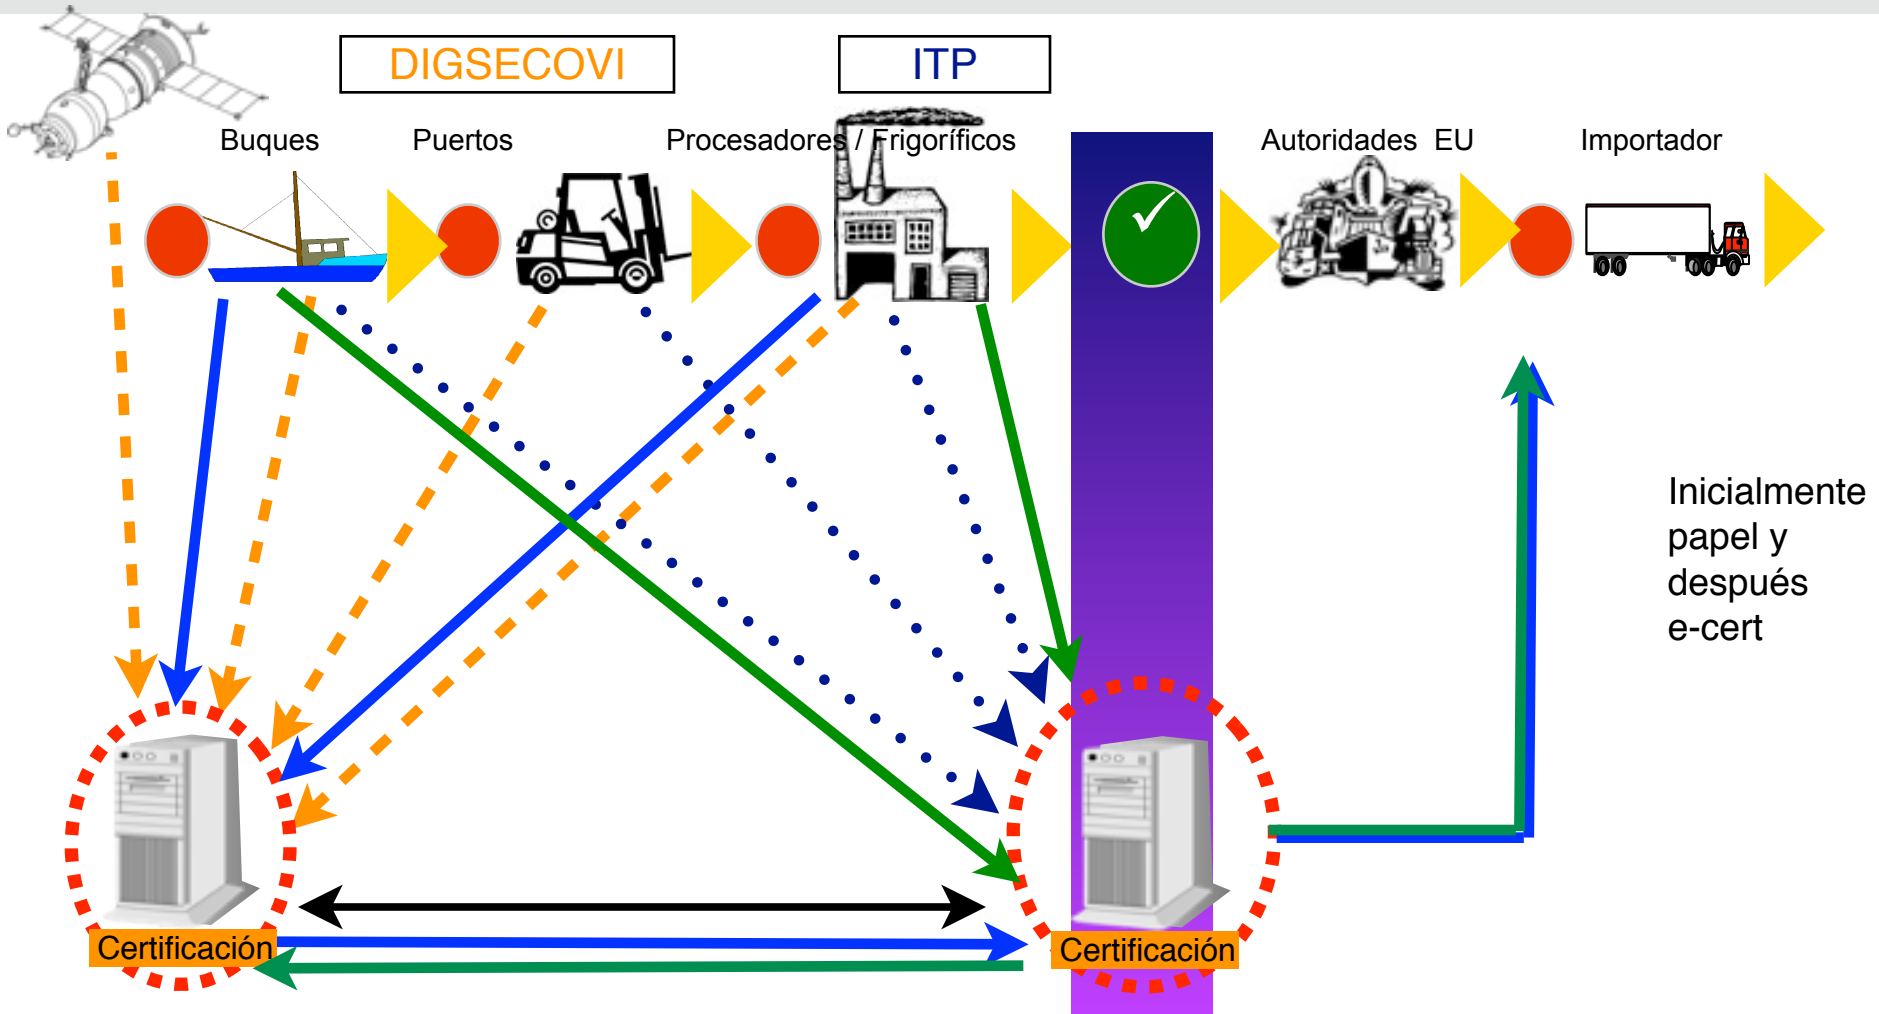 DIGSECOVI
ITP
Buques
Puertos
Procesadores / Frigoríficos
Autoridades EU
Importador
Inicialmente
papel y
después
e-cert
Certificación
Certificación